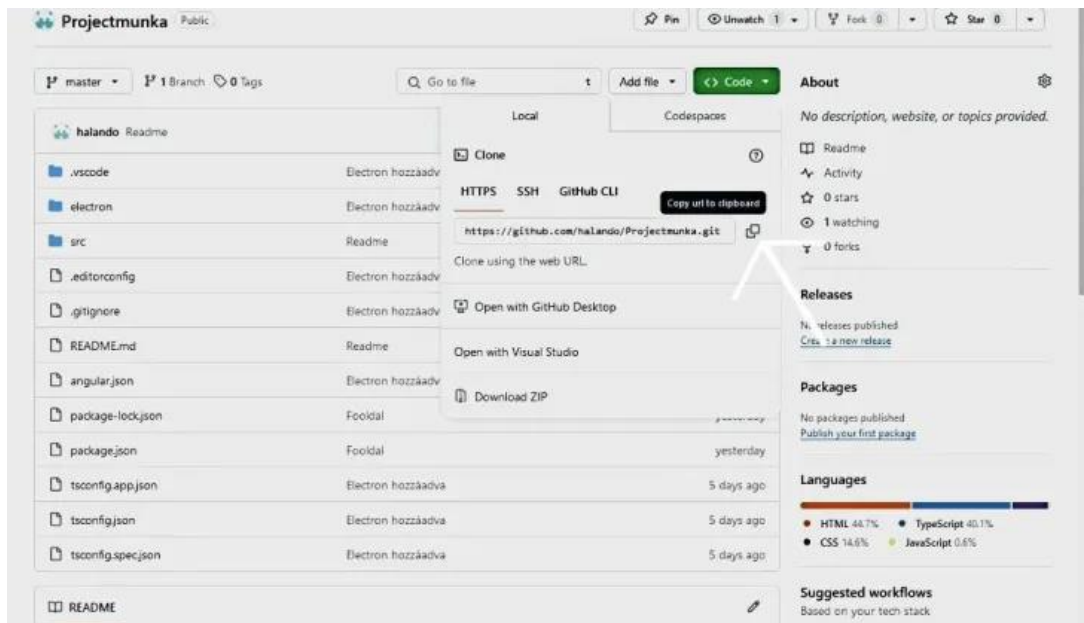 Projectmunka Public
Pin Unwatch 1 Fork 0 Star 0
master 1 Branch 0 Tags
Go to file t
Add file
<> Code
halando Readme
.vscode Electron hozzáadv
electron Electron hozzáadv
src Readme
.editorconfig Electron hozzáadv
.gitignore Electron hozzáadv
README.md Readme
angular.json Electron hozzáadv
package-lock.json Fooldal yesterday
package.json Fooldal yesterday
tsconfig.app.json Electron hozzáadva 5 days ago
tsconfig.json Electron hozzáadva 5 days ago
tsconfig.spec.json Electron hozzáadva 5 days ago
README
Local Codespaces
Clone
HTTPS SSH GitHub CLI
Copy url to clipboard
https://github.com/halando/Projectmunka.git
Clone using the web URL.
Open with GitHub Desktop
Open with Visual Studio
Download ZIP
About
No description, website, or topics provided.
Readme
Activity
0 stars
1 watching
0 forks
Releases
No releases published
Create a new release
Packages
No packages published
Publish your first package
Languages
HTML 44.7% TypeScript 40.1%
CSS 14.6% JavaScript 0.6%
Suggested workflows
Based on your tech stack